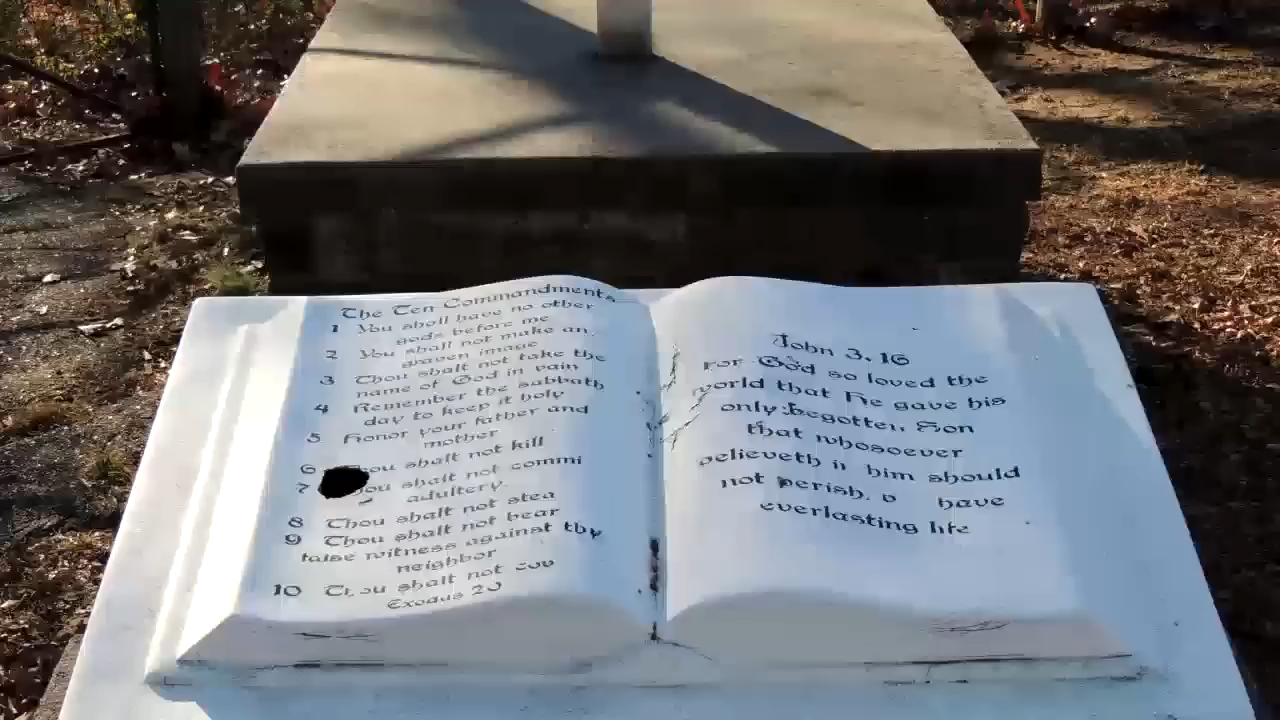 The Ten Commandments
1 You shall have no other
gods before me
2 You shall not make an
graven image
3 Thou shalt not take the
name of God in vain
4 Remember the sabbath
day to keep it holy
5 Honor your father and
mother
6 shalt not kill
7 shalt not commi
adultery.
8 Thou shalt not stea
9 Thou shalt not bear
false witness against thy
neighbor
10 shalt not cov
Exodus 20
John 3, 16
For God so loved the
world that He gave his
only begotten Son
that whosoever
believeth in him should
not perish, have
everlasting life